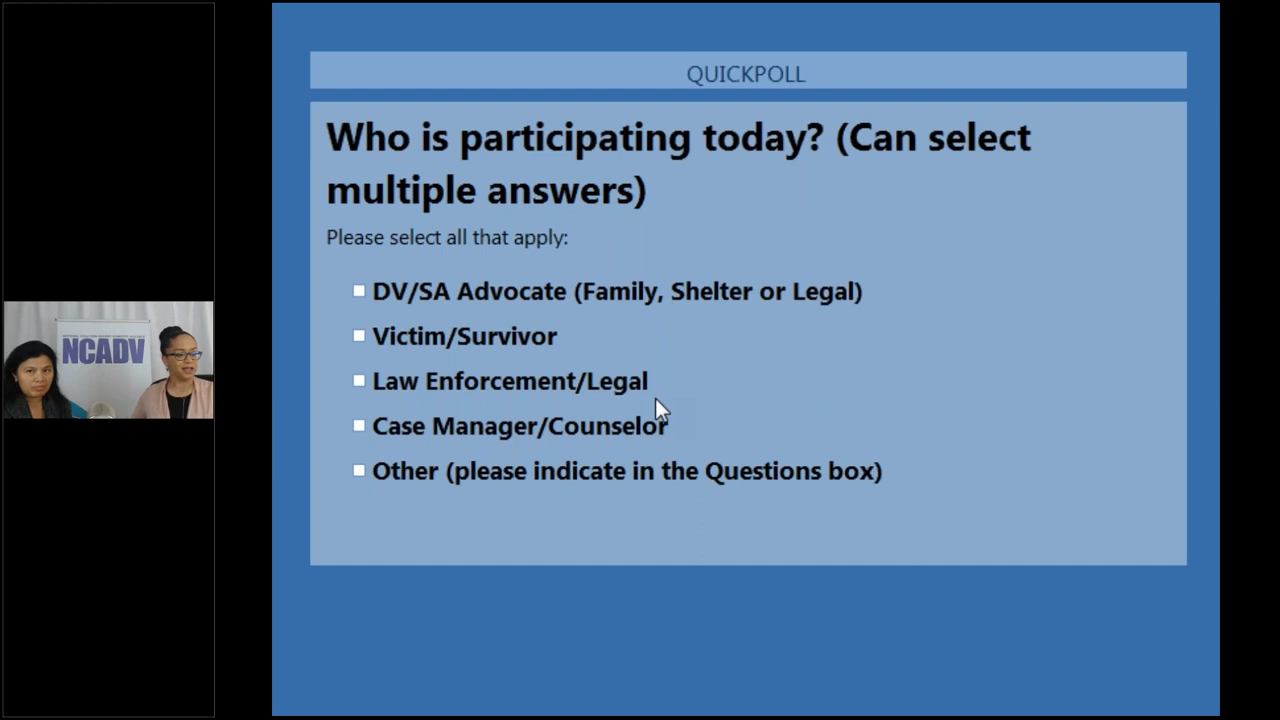 QUICKPOLL
Who is participating today? (Can select
multiple answers)
Please select all that apply:
DV/SA Advocate (Family, Shelter or Legal)
Victim/Survivor
Law Enforcement/Legal
Case Manager/Counselor
Other (please indicate in the Questions box)
NCADV